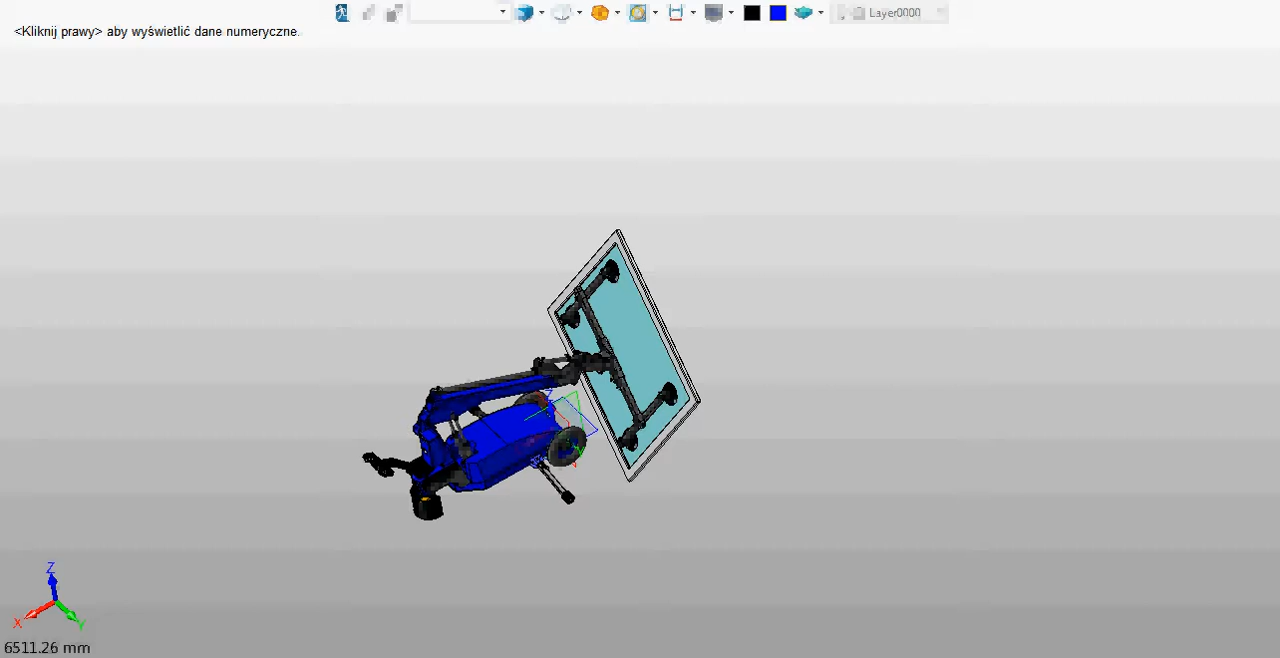 Layer0000
<Kliknij prawy> aby wyświetlić dane numeryczne.
Z
X
Y
6511.26 mm